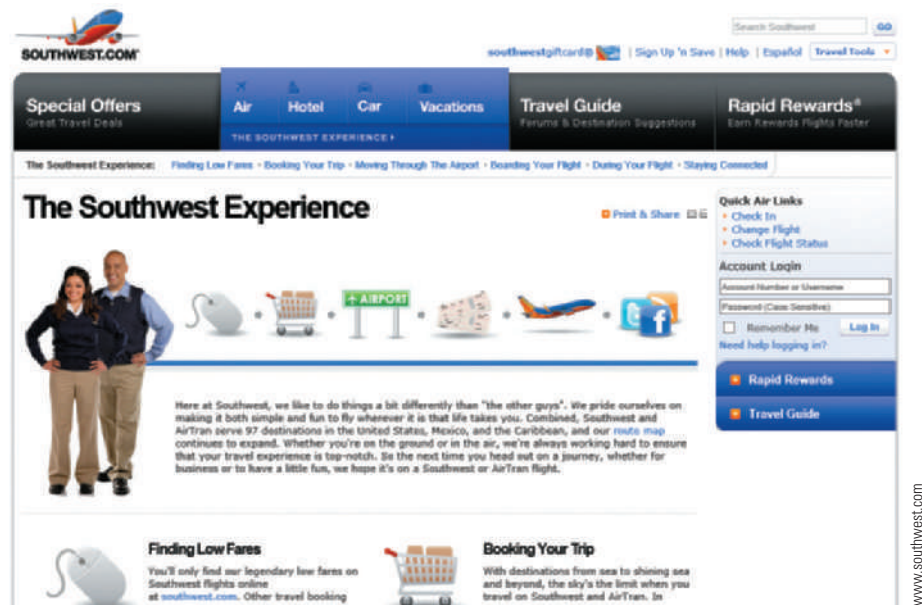 Search Southwest
GO
SOUTHWEST.COM®
southwestgiftcard® | Sign Up 'n Save | Help | Español Travel Tools
Special Offers
Great Travel Deals
Air Hotel Car Vacations
THE SOUTHWEST EXPERIENCE
Travel Guide
Forums & Destination Suggestions
Rapid Rewards®
Earn Rewards Flights Faster
The Southwest Experience: Finding Low Fares • Booking Your Trip • Moving Through The Airport • Boarding Your Flight • During Your Flight • Staying Connected
The Southwest Experience
Print & Share
AIRPORT
Here at Southwest, we like to do things a bit differently than "the other guys". We pride ourselves on
making it both simple and fun to fly wherever it is that life takes you. Combined, Southwest and
AirTran serve 97 destinations in the United States, Mexico, and the Caribbean, and our route map
continues to expand. Whether you're on the ground or in the air, we're always working hard to ensure
that your travel experience is top-notch. So the next time you head out on a journey, whether for
business or to have a little fun, we hope it's on a Southwest or AirTran flight.
Quick Air Links
Check In
Change Flight
Check Flight Status
Account Login
Account Number or Username
Password (Case Sensitive)
Remember Me
Log In
Need help logging in?
Rapid Rewards
Travel Guide
Finding Low Fares
You'll only find our legendary low fares on
Southwest flights online
at southwest.com. Other travel booking
Booking Your Trip
With destinations from sea to shining sea
and beyond, the sky's the limit when you
travel on Southwest and AirTran. In
www.southwest.com